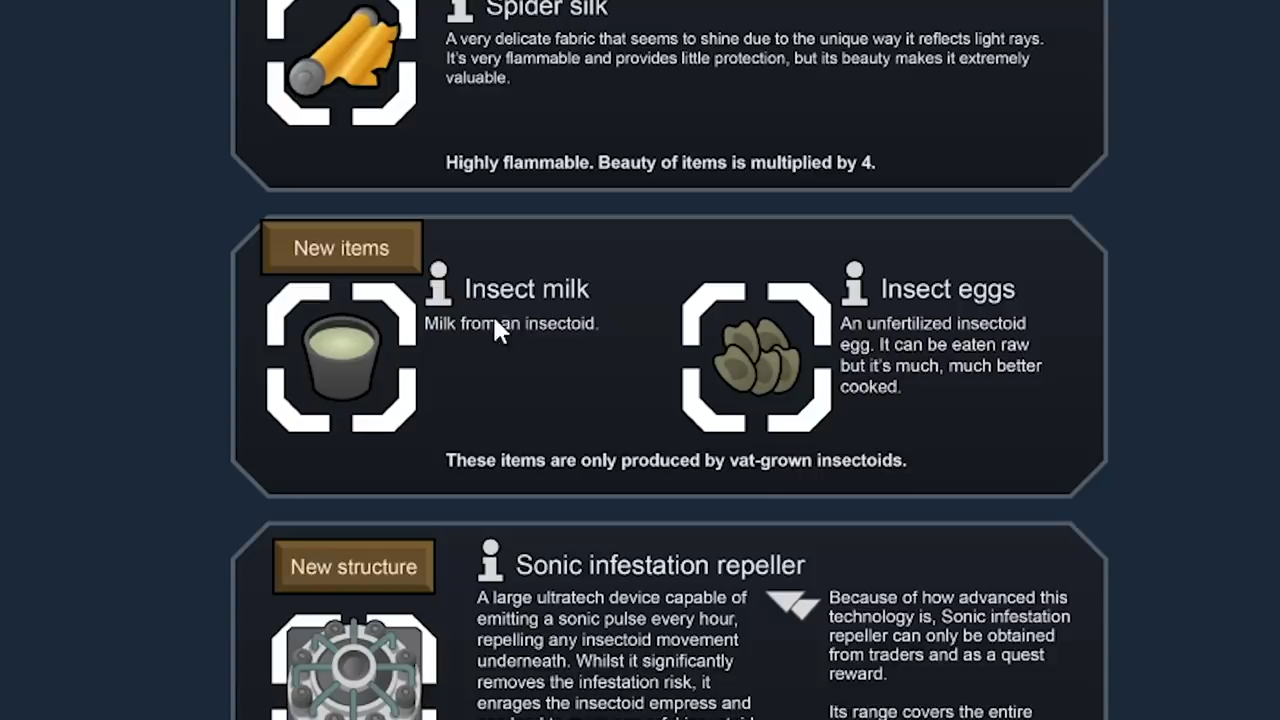 Spider silk
A very delicate fabric that seems to shine due to the unique way it reflects light rays.
It's very flammable and provides little protection, but its beauty makes it extremely
valuable.
Highly flammable. Beauty of items is multiplied by 4.
New items
Insect milk
Milk from an insectoid.
Insect eggs
An unfertilized insectoid
egg. It can be eaten raw
but it's much, much better
cooked.
These items are only produced by vat-grown insectoids.
New structure
Sonic infestation repeller
A large ultratech device capable of
emitting a sonic pulse every hour,
repelling any insectoid movement
underneath. Whilst it significantly
removes the infestation risk, it
enrages the insectoid empress and
Because of how advanced this
technology is, Sonic infestation
repeller can only be obtained
from traders and as a quest
reward.
Its range covers the entire